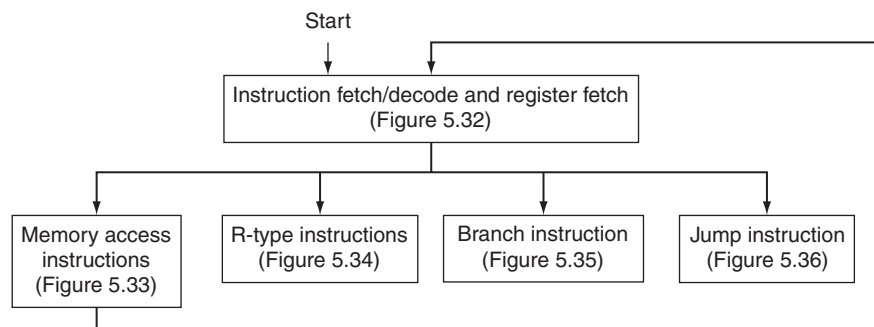 Start
Instruction fetch/decode and register fetch
(Figure 5.32)
Memory access
instructions
(Figure 5.33)
R-type instructions
(Figure 5.34)
Branch instruction
(Figure 5.35)
Jump instruction
(Figure 5.36)